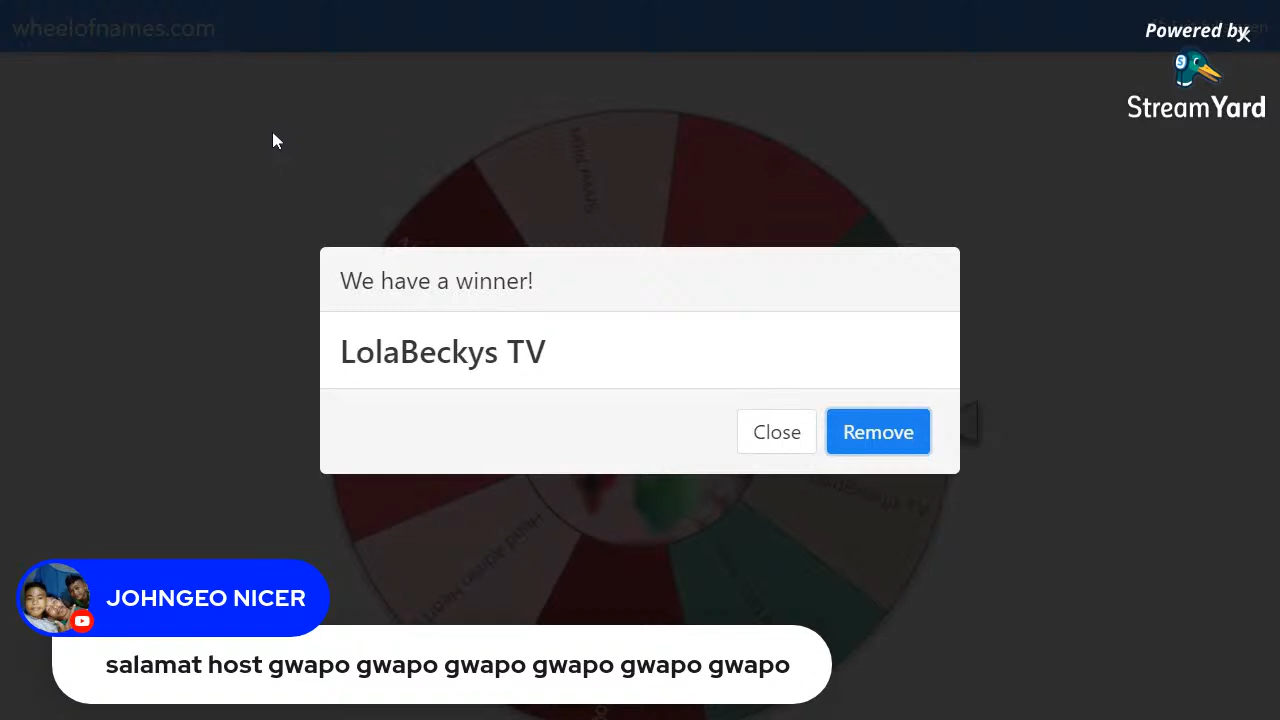 wheelofnames.com
Powered by
StreamYard
We have a winner!
LolaBeckys TV
Close
Remove
JOHNGEO NICER
salamat host gwapo gwapo gwapo gwapo gwapo gwapo